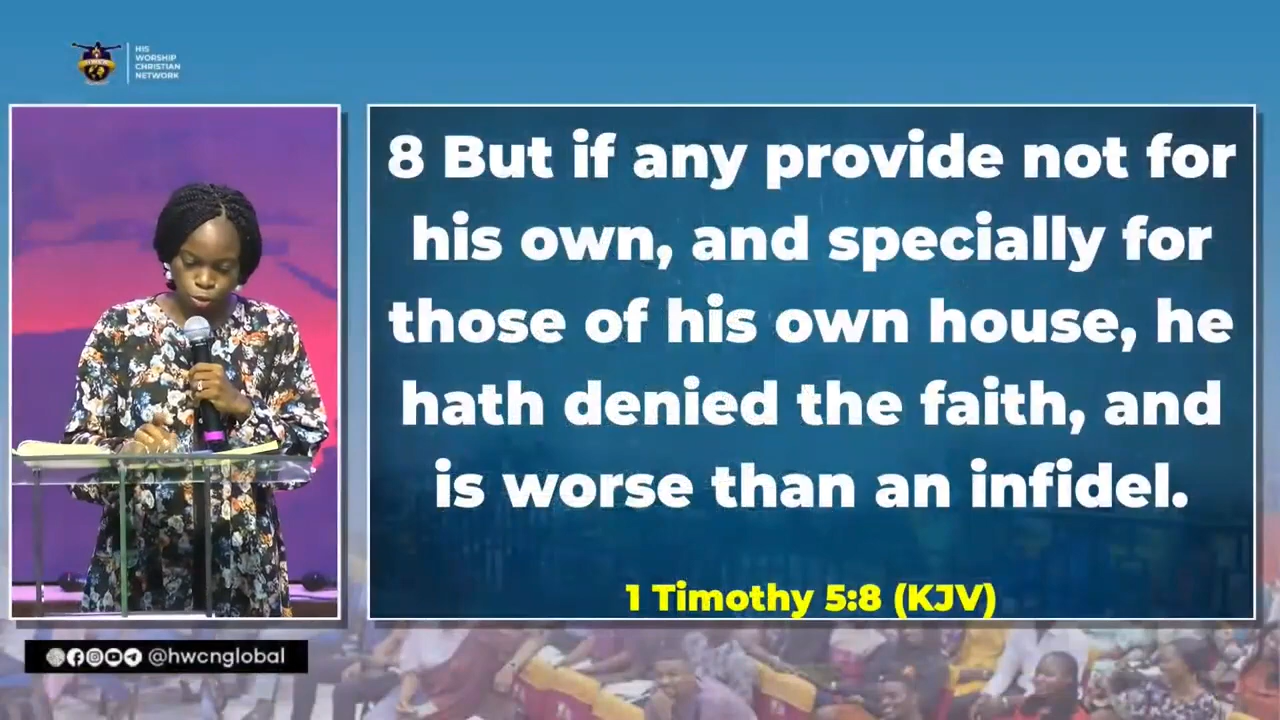 HIS
WORSHIP
CHRISTIAN
NETWORK
8 But if any provide not for
his own, and specially for
those of his own house, he
hath denied the faith, and
is worse than an infidel.
1 Timothy 5:8 (KJV)
@hwcnglobal